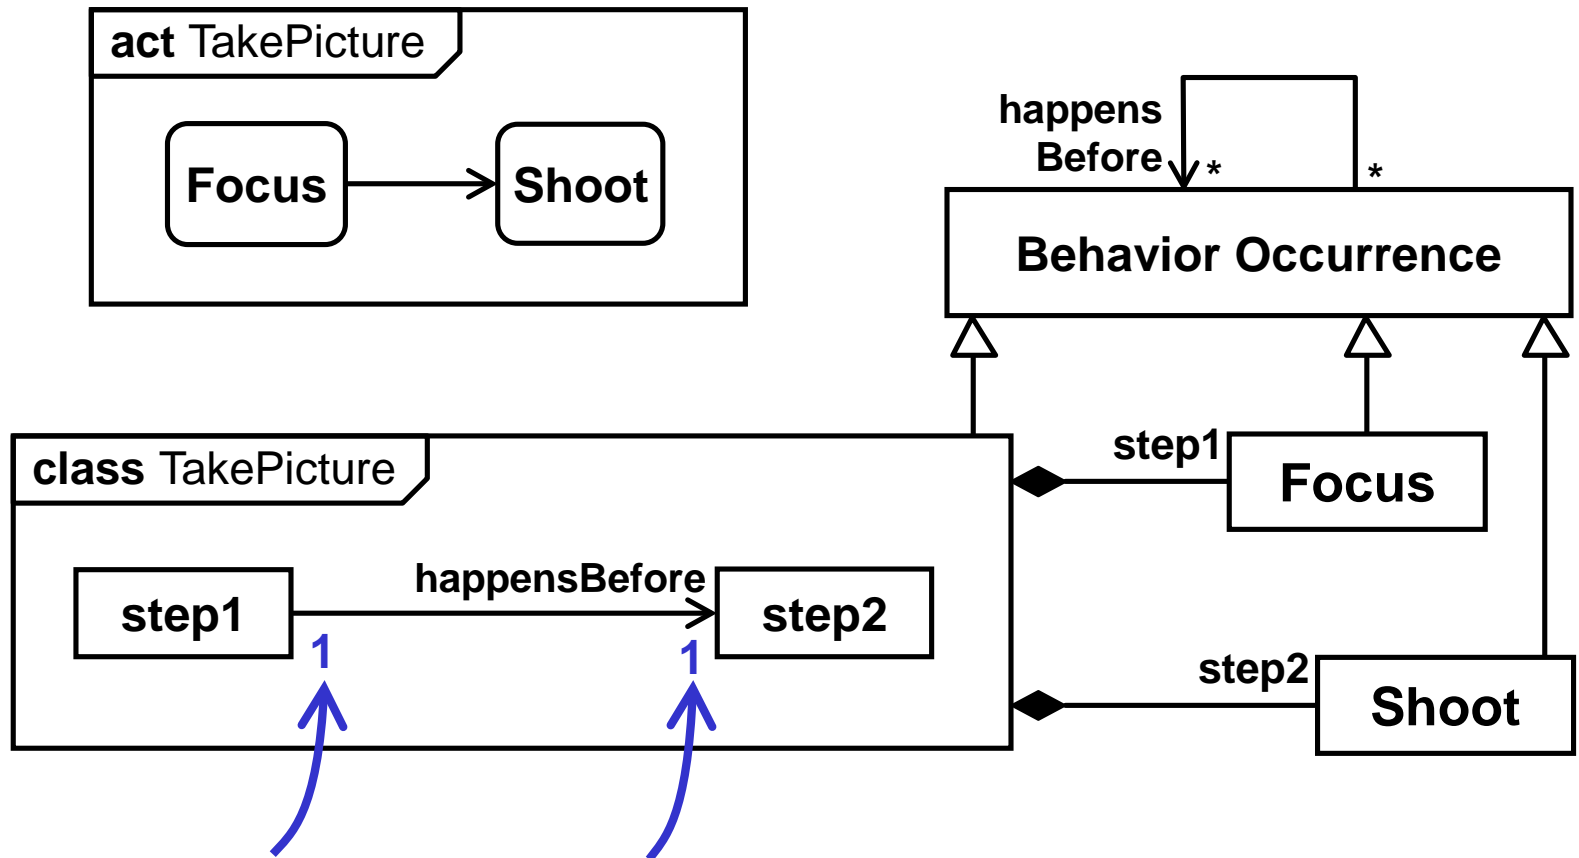 act TakePicture
Focus
Shoot
happens
Before
*
*
Behavior Occurrence
class TakePicture
step1
happensBefore
step2
1
1
step1
Focus
step2
Shoot